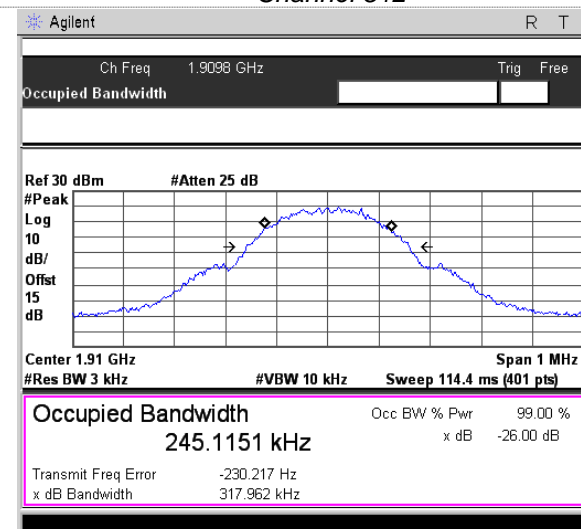 Agilent R T
Ch Freq 1.9098 GHz Trig Free
Occupied Bandwidth
Ref 30 dBm #Atten 25 dB
#Peak
Log
10
dB/
Offst
15
dB
Center 1.91 GHz Span 1 MHz
#Res BW 3 kHz #VBW 10 kHz Sweep 114.4 ms (401 pts)
Occupied Bandwidth Occ BW % Pwr 99.00 %
245.1151 kHz x dB -26.00 dB
Transmit Freq Error -230.217 Hz
x dB Bandwidth 317.962 kHz